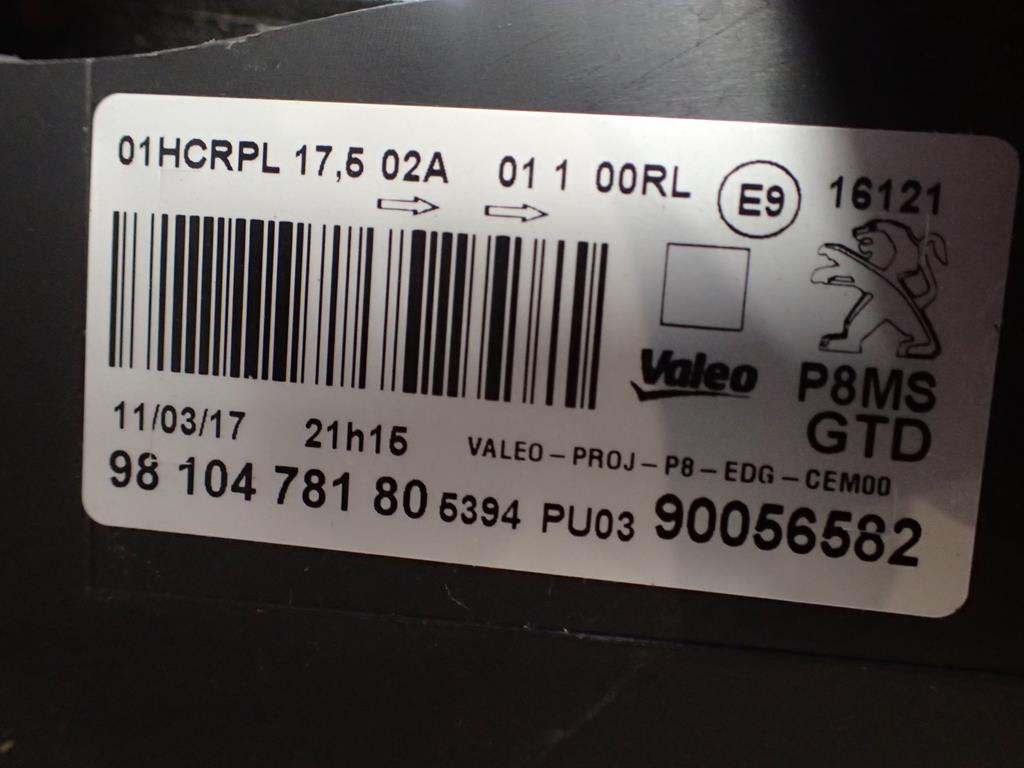 01HCRPL 17,5 02A 01 1 00RL E9 16121
Valeo
P8MS
GTD
11/03/17 21h15 VALEO-PROJ-P8-EDG-CEM00
98 104 781 80 5394 PU03 90056582